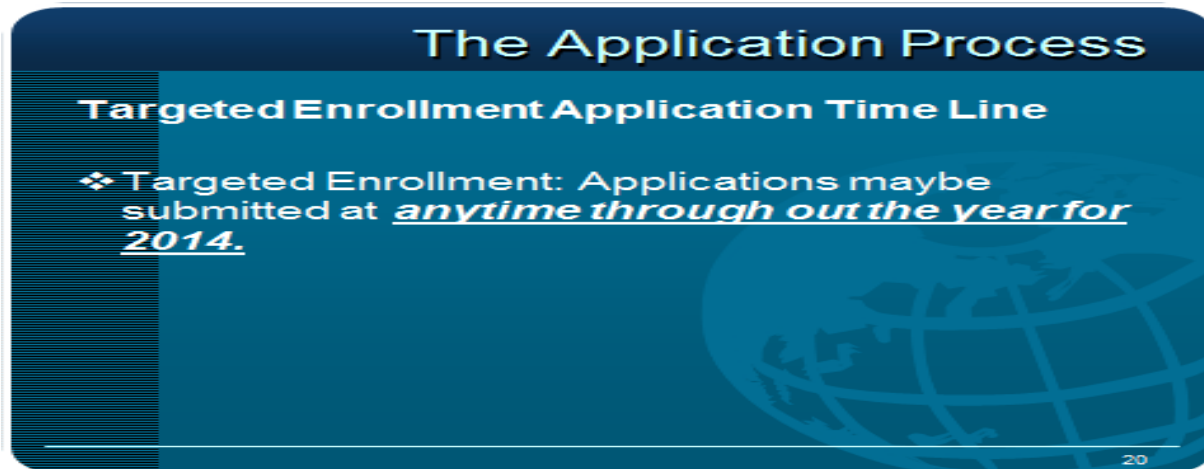 The Application Process
Targeted Enrollment Application Time Line
❖ Targeted Enrollment: Applications maybe
submitted at anytime through out the year for
2014.
20